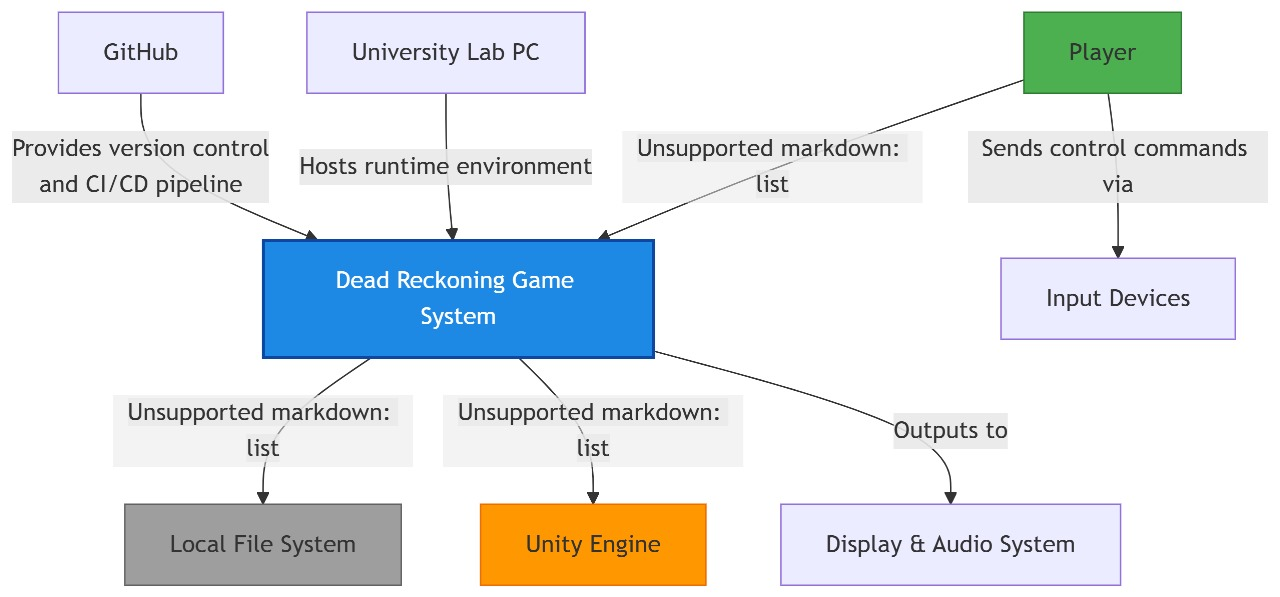 GitHub
University Lab PC
Player
Provides version control
and CI/CD pipeline
Hosts runtime environment
Unsupported markdown:
list
Sends control commands
via
Dead Reckoning Game
System
Input Devices
Unsupported markdown:
list
Unsupported markdown:
list
Outputs to
Local File System
Unity Engine
Display & Audio System